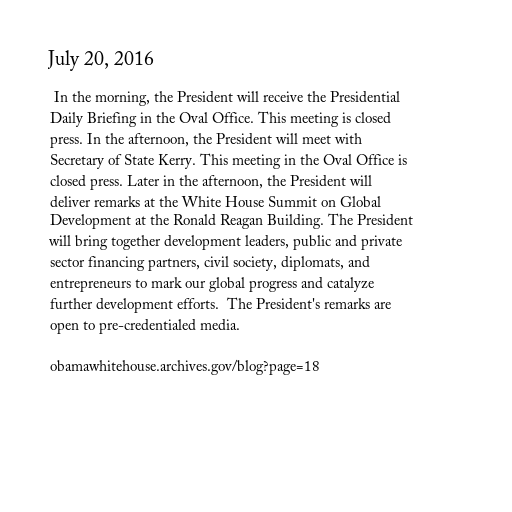 July 20, 2016
In the morning, the President will receive the Presidential
Daily Briefing in the Oval Office. This meeting is closed
press. In the afternoon, the President will meet with
Secretary of State Kerry. This meeting in the Oval Office is
closed press. Later in the afternoon, the President will
deliver remarks at the White House Summit on Global
Development at the Ronald Reagan Building. The President
will bring together development leaders, public and private
sector financing partners, civil society, diplomats, and
entrepreneurs to mark our global progress and catalyze
further development efforts.  The President's remarks are
open to pre-credentialed media.
obamawhitehouse.archives.gov/blog?page=18